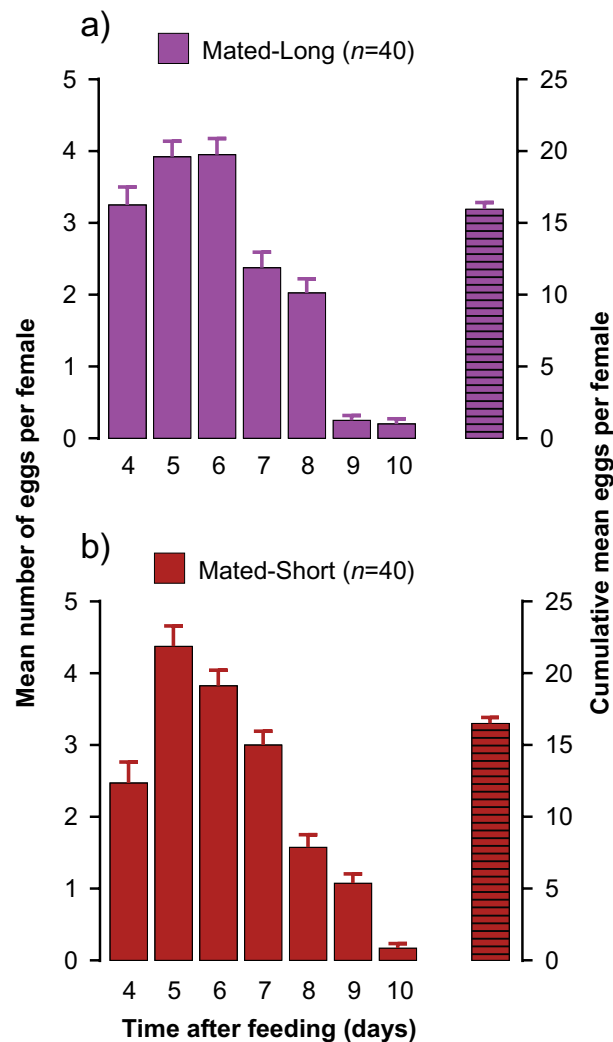 a)
Mated-Long (n=40)
5
4
3
2
1
0
25
20
15
10
5
0
4 5 6 7 8 9 10
b)
Mated-Short (n=40)
5
4
3
2
1
0
25
20
15
10
5
0
4 5 6 7 8 9 10
Time after feeding (days)
Mean number of eggs per female
Cumulative mean eggs per female